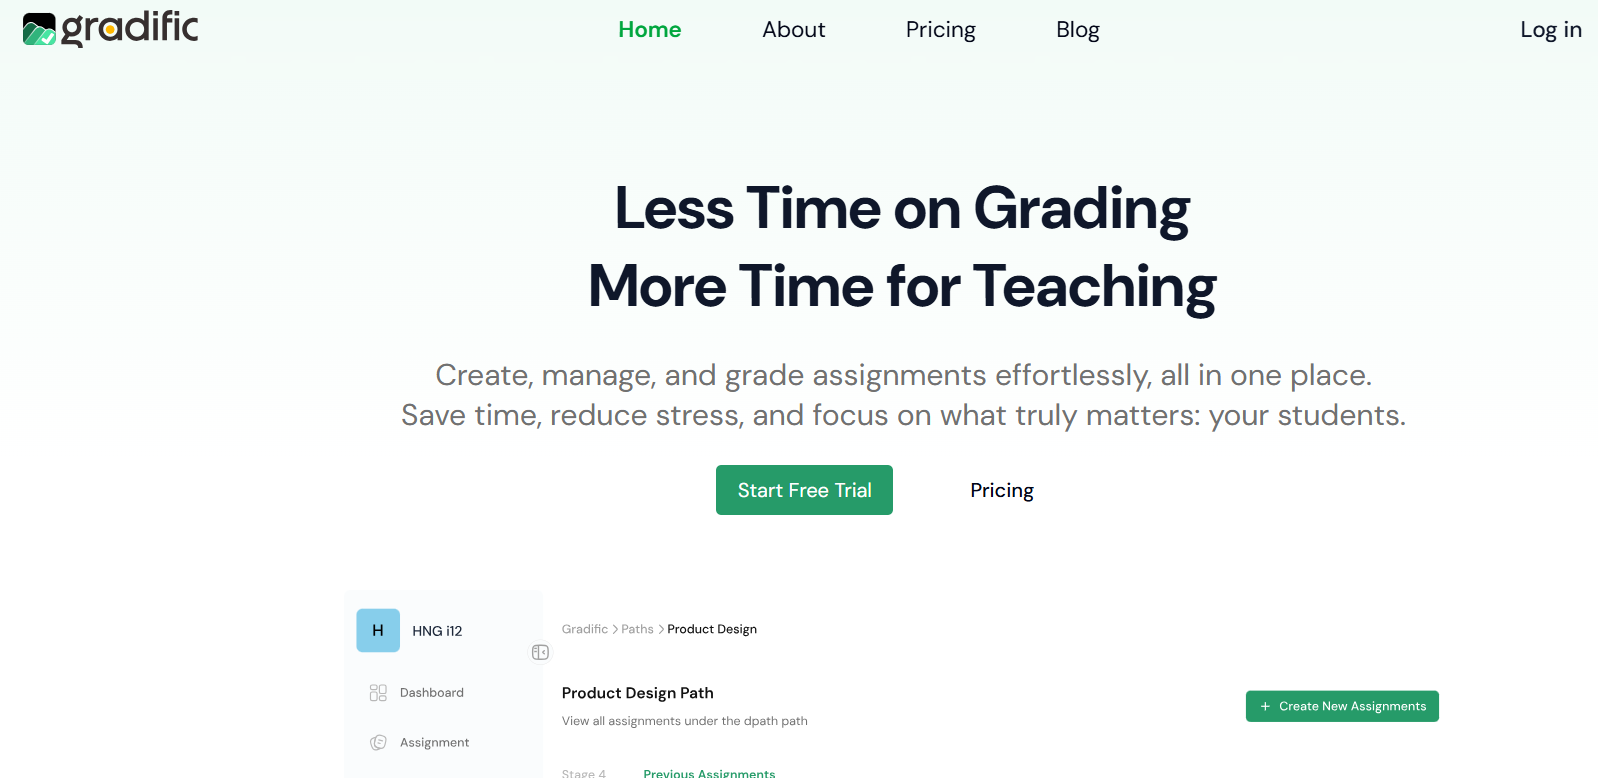 gradific
Home About Pricing Blog Log in
Less Time on Grading
More Time for Teaching
Create, manage, and grade assignments effortlessly, all in one place.
Save time, reduce stress, and focus on what truly matters: your students.
Start Free Trial Pricing
H HNG i12
Gradific > Paths > Product Design
Dashboard
Product Design Path
+ Create New Assignments
View all assignments under the dpath path
Assignment
Stage 4 Previous Assignments